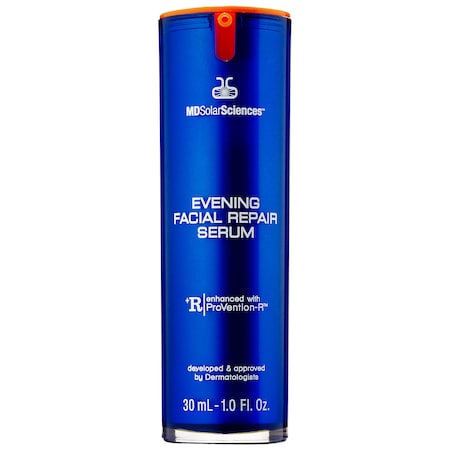 MDSolarSciences™
EVENING
FACIAL REPAIR
SERUM
+R enhanced with
ProVention-R™
developed & approved
by Dermatologists
30 mL - 1.0 Fl. Oz.